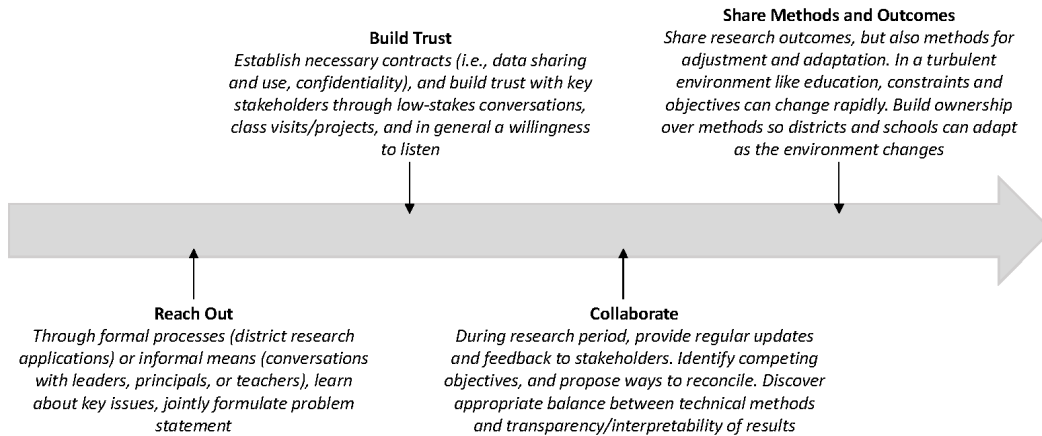 Share Methods and Outcomes
Share research outcomes, but also methods for
adjustment and adaptation. In a turbulent
environment like education, constraints and
objectives can change rapidly. Build ownership
over methods so districts and schools can adapt
as the environment changes
Build Trust
Establish necessary contracts (i.e., data sharing
and use, confidentiality), and build trust with key
stakeholders through low-stakes conversations,
class visits/projects, and in general a willingness
to listen
Reach Out
Through formal processes (district research
applications) or informal means (conversations
with leaders, principals, or teachers), learn
about key issues, jointly formulate problem
statement
Collaborate
During research period, provide regular updates
and feedback to stakeholders. Identify competing
objectives, and propose ways to reconcile. Discover
appropriate balance between technical methods
and transparency/interpretability of results